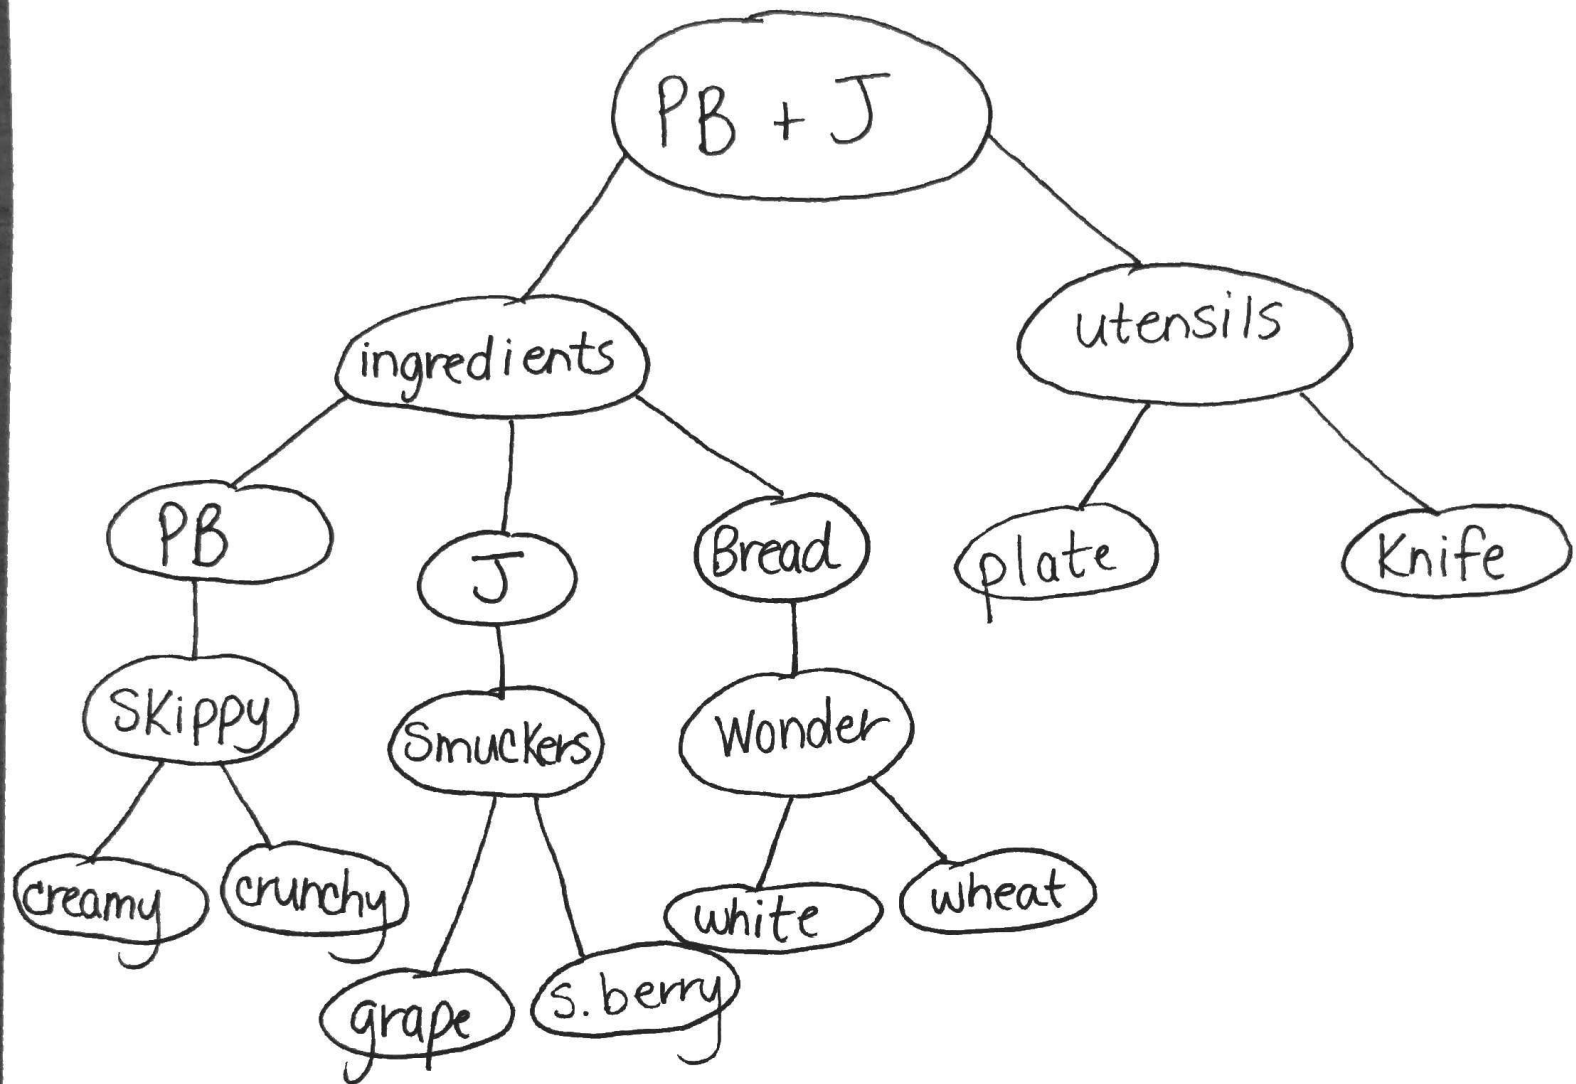 PB + J
ingredients
utensils
PB
J
Bread
plate
Knife
Skippy
Smuckers
Wonder
creamy
crunchy
white
wheat
grape
s. berry